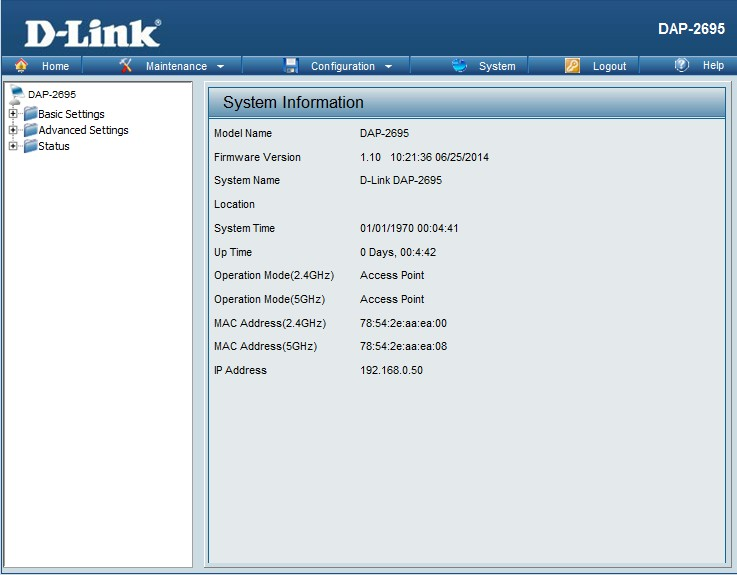 D-Link®
DAP-2695
Home Maintenance Configuration System Logout Help
DAP-2695
Basic Settings
Advanced Settings
Status
System Information
Model Name DAP-2695
Firmware Version 1.10 10:21:36 06/25/2014
System Name D-Link DAP-2695
Location
System Time 01/01/1970 00:04:41
Up Time 0 Days, 00:4:42
Operation Mode(2.4GHz) Access Point
Operation Mode(5GHz) Access Point
MAC Address(2.4GHz) 78:54:2e:aa:ea:00
MAC Address(5GHz) 78:54:2e:aa:ea:08
IP Address 192.168.0.50